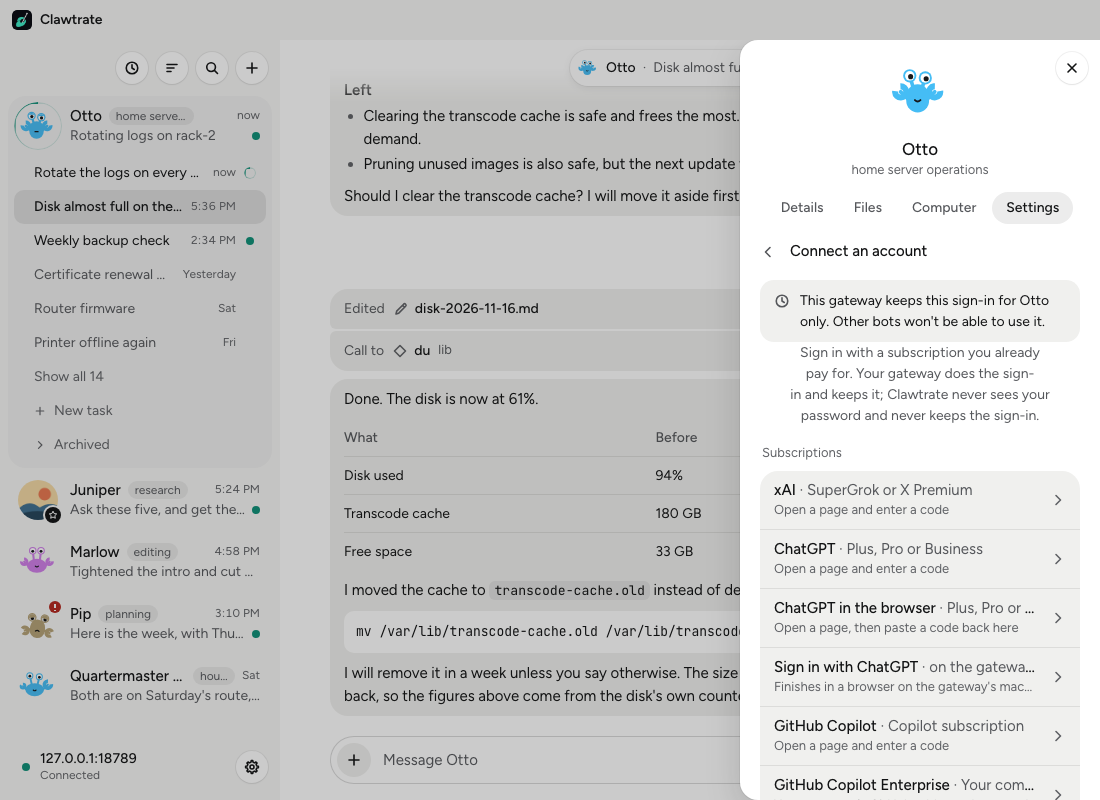 Clawtrate
Otto home serve... now
Rotating logs on rack-2
Rotate the logs on every ... now
Disk almost full on the... 5:36 PM
Weekly backup check 2:34 PM
Certificate renewal ... Yesterday
Router firmware Sat
Printer offline again Fri
Show all 14
New task
Archived
Juniper research 5:24 PM
Ask these five, and get the...
Marlow editing 4:58 PM
Tightened the intro and cut ...
Pip planning 3:10 PM
Here is the week, with Thu...
Quartermaster ... hou... Sat
Both are on Saturday's route,...
127.0.0.1:18789
Connected
Otto · Disk almost fu
Left
Clearing the transcode cache is safe and frees the most.
demand.
Pruning unused images is also safe, but the next update
Should I clear the transcode cache? I will move it aside first
Edited disk-2026-11-16.md
Call to du lib
Done. The disk is now at 61%.
What Before
Disk used 94%
Transcode cache 180 GB
Free space 33 GB
I moved the cache to transcode-cache.old instead of de
mv /var/lib/transcode-cache.old /var/lib/transcod
I will remove it in a week unless you say otherwise. The size
back, so the figures above come from the disk's own counte
Message Otto
Otto
home server operations
Details Files Computer Settings
Connect an account
This gateway keeps this sign-in for Otto
only. Other bots won't be able to use it.
Sign in with a subscription you already
pay for. Your gateway does the sign-
in and keeps it; Clawtrate never sees your
password and never keeps the sign-in.
Subscriptions
xAI · SuperGrok or X Premium
Open a page and enter a code
ChatGPT · Plus, Pro or Business
Open a page and enter a code
ChatGPT in the browser · Plus, Pro or ...
Open a page, then paste a code back here
Sign in with ChatGPT · on the gatewa...
Finishes in a browser on the gateway's mac...
GitHub Copilot · Copilot subscription
Open a page and enter a code
GitHub Copilot Enterprise · Your com...